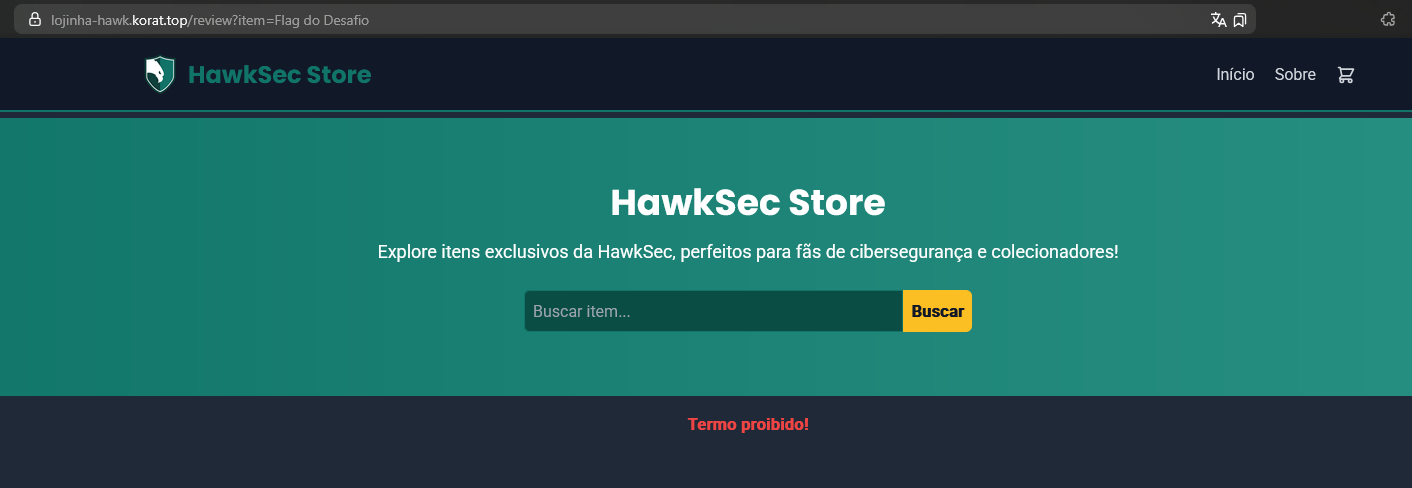 lojinha-hawk.korat.top/review?item=Flag do Desafio
HawkSec Store
Início
Sobre
HawkSec Store
Explore itens exclusivos da HawkSec, perfeitos para fãs de cibersegurança e colecionadores!
Buscar item...
Buscar
Termo proibido!